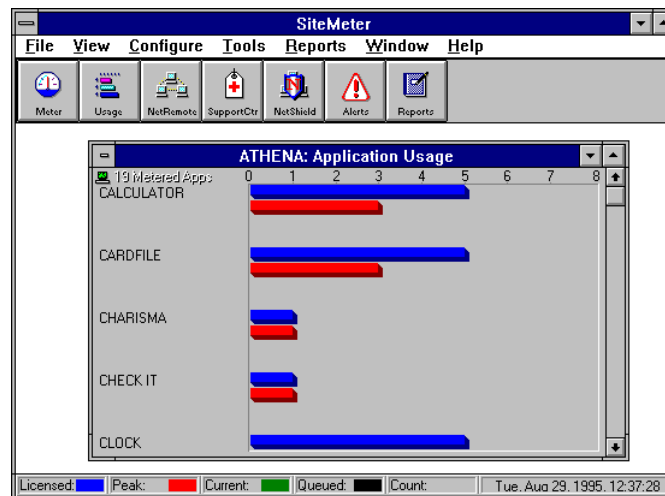 SiteMeter
File View Configure Tools Reports Window Help
Meter Usage NetRemote SupportCtr NetShield Alerts Reports
ATHENA: Application Usage
19 Metered Apps 0 1 2 3 4 5 6 7 8
CALCULATOR
CARDFILE
CHARISMA
CHECK IT
CLOCK
Licensed: Peak: Current: Queued: Count: Tue. Aug 29. 1995. 12:37:28